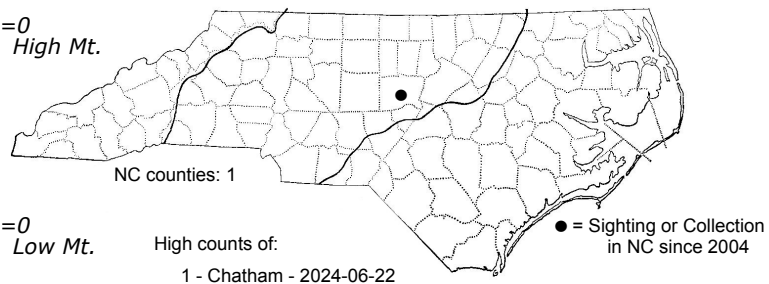 =0
High Mt.
NC counties: 1
=0
Low Mt.
High counts of:
1 - Chatham - 2024-06-22
● = Sighting or Collection
in NC since 2004